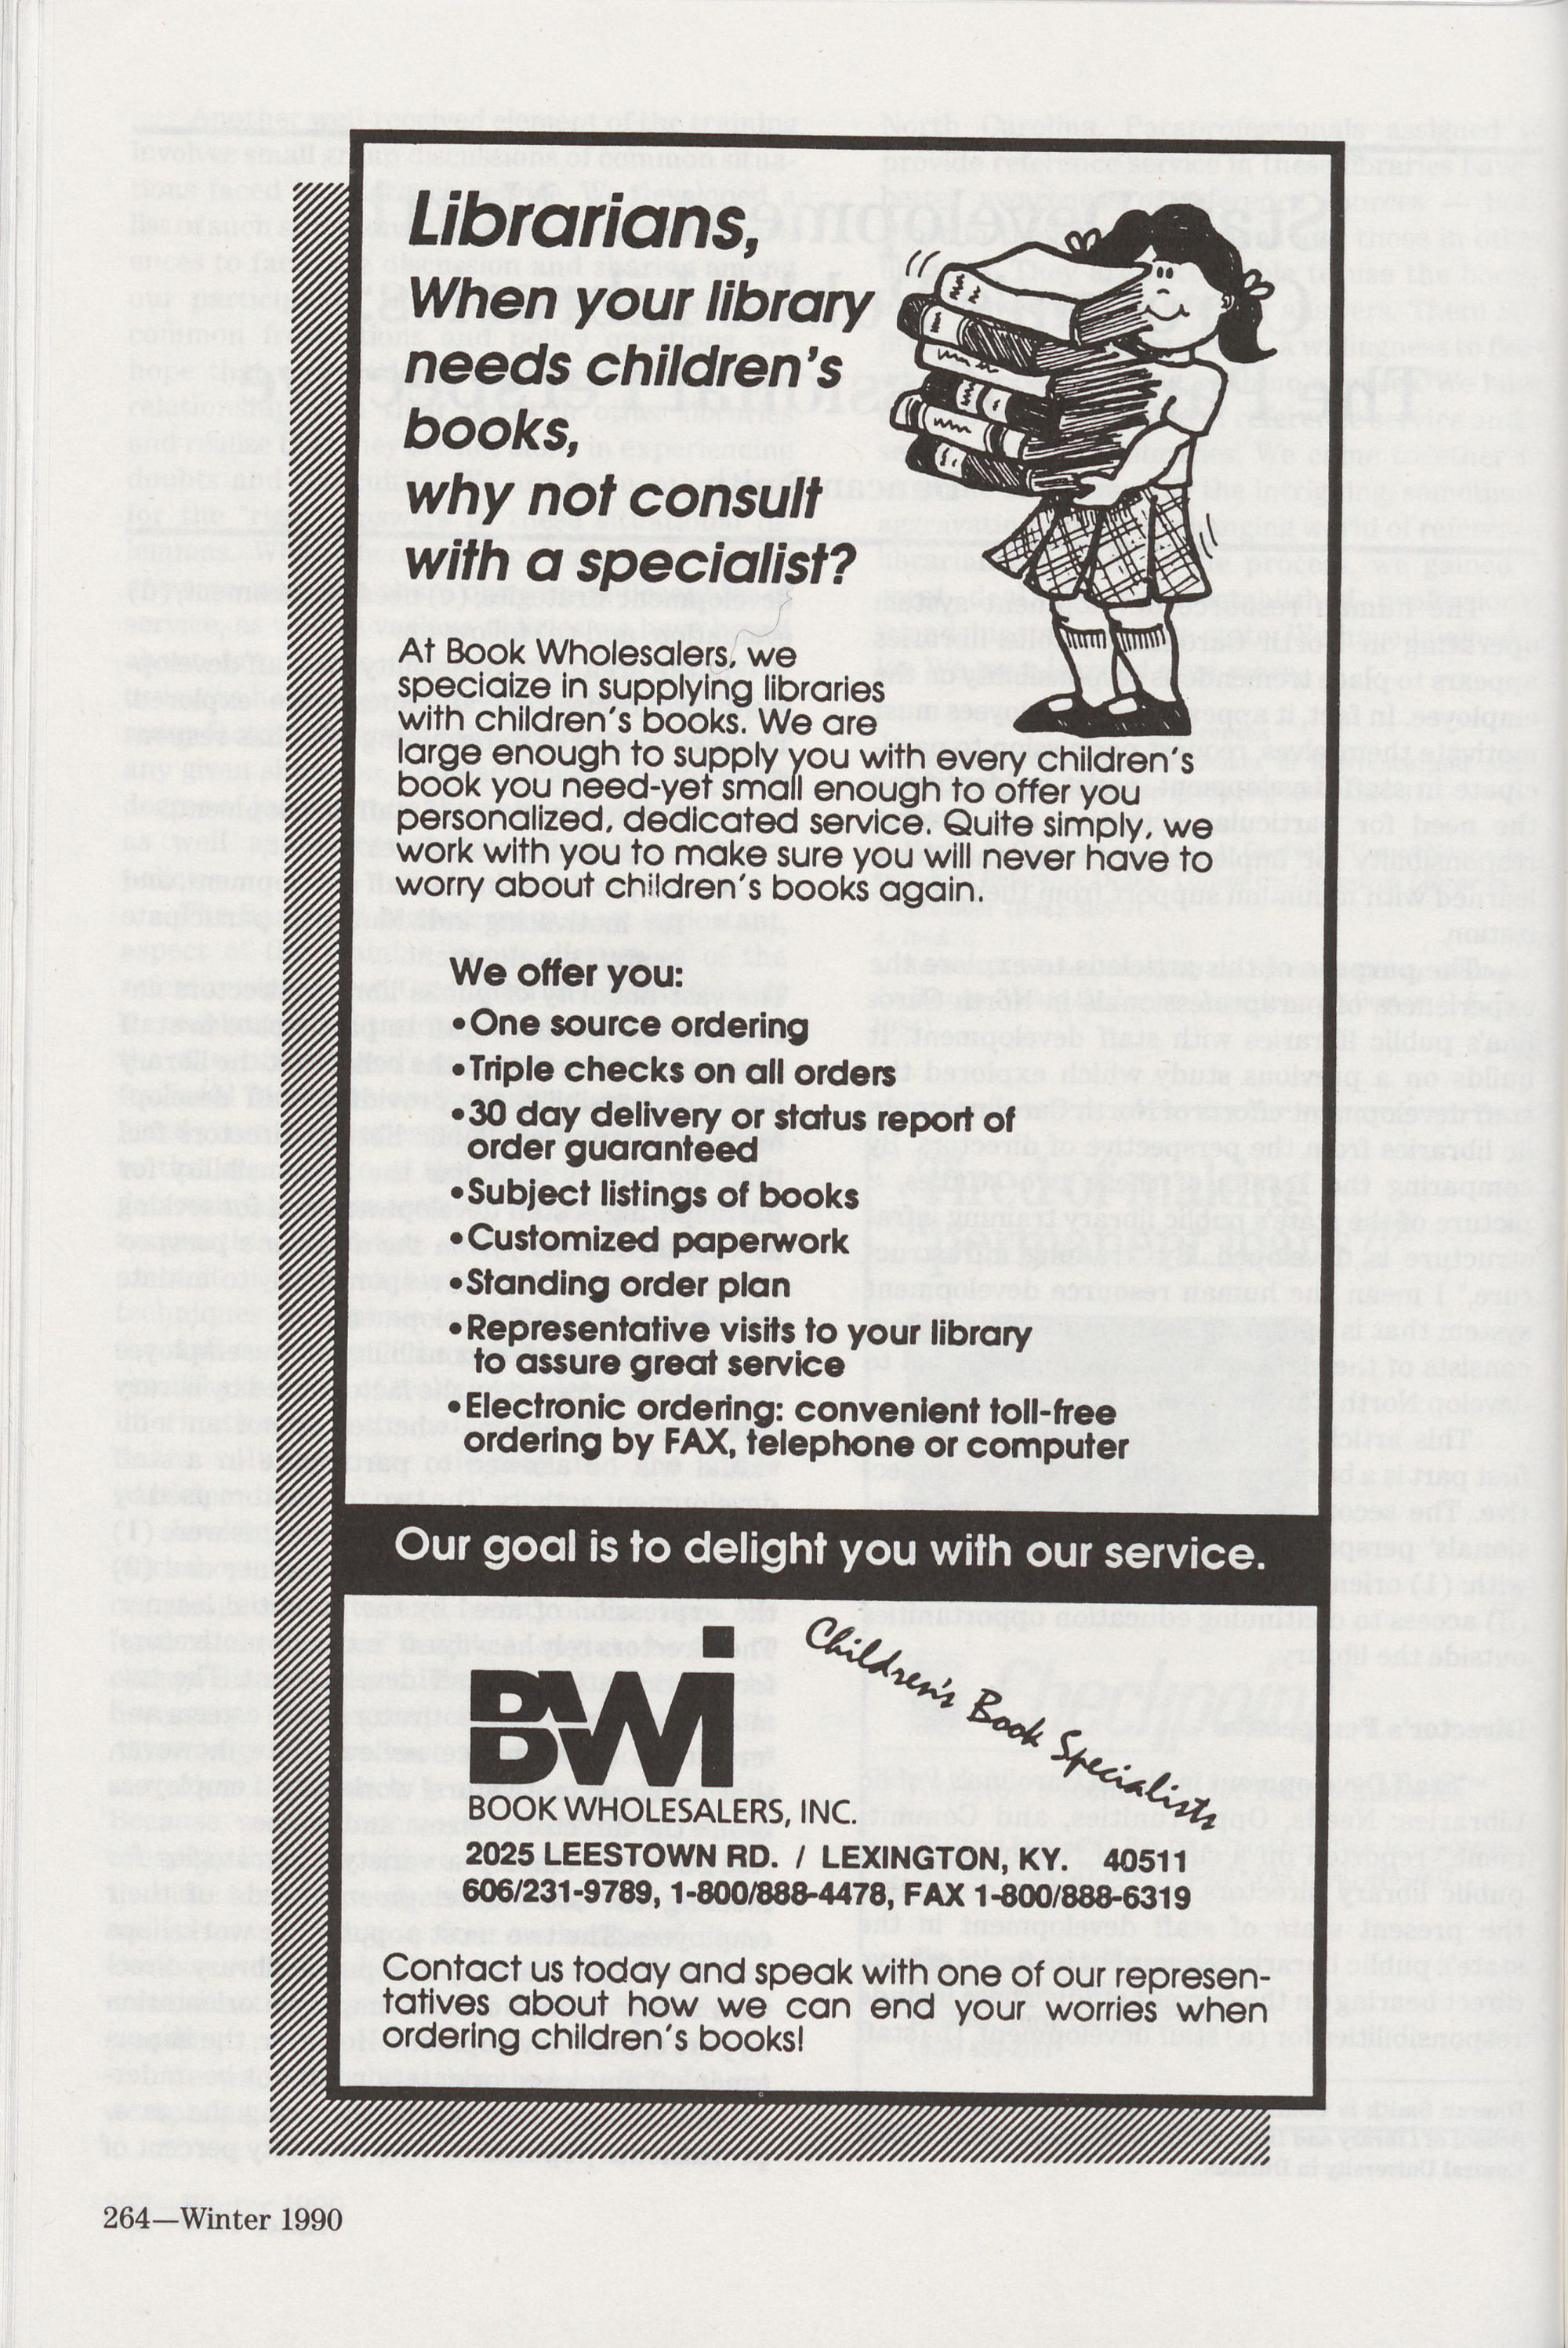 Librarians,
When your library
needs children's
books,
why not consult
with a specialist?
At Book Wholesalers, we
speciaize in supplying libraries
with children's books. We are
large enough to supply you with every children's
book you need-yet small enough to offer you
personalized, dedicated service. Quite simply, we
work with you to make sure you will never have to
worry about children's books again.
We offer you:
•One source ordering
•Triple checks on all orders
•30 day delivery or status report of
order guaranteed
•Subject listings of books
•Customized paperwork
•Standing order plan
•Representative visits to your library
to assure great service
•Electronic ordering: convenient toll-free
ordering by FAX, telephone or computer
Our goal is to delight you with our service.
BWI
Children's Book Specialists
BOOK WHOLESALERS, INC.
2025 LEESTOWN RD. / LEXINGTON, KY. 40511
606/231-9789, 1-800/888-4478, FAX 1-800/888-6319
Contact us today and speak with one of our represen-
tatives about how we can end your worries when
ordering children's books!
264—Winter 1990